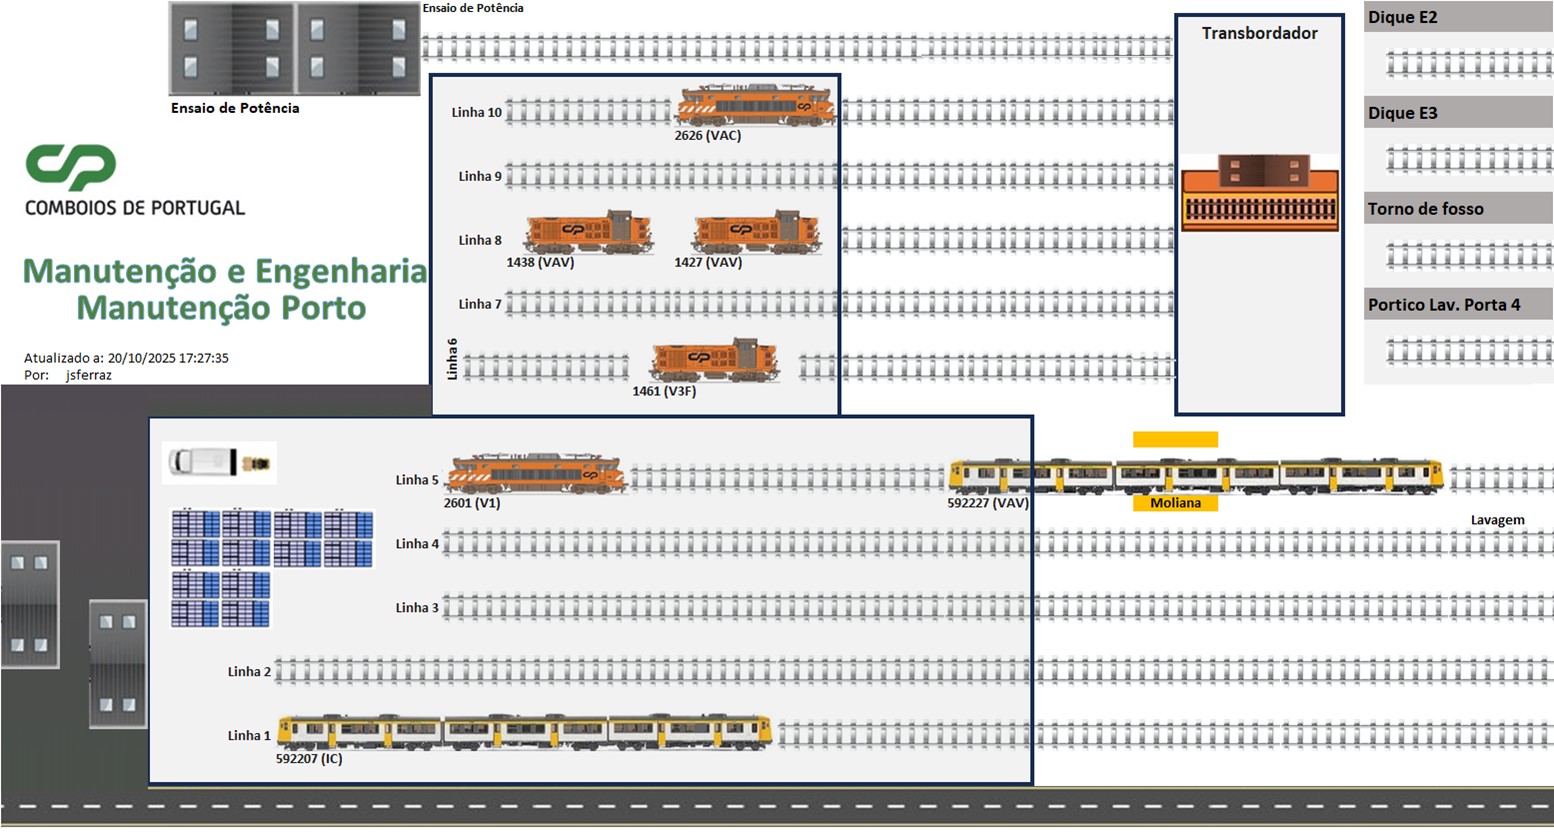 Ensaio de Potência
Ensaio de Potência
Transbordador
Dique E2
Dique E3
Torno de fosso
Portico Lav. Porta 4
CP
COMBOIOS DE PORTUGAL
Manutenção e Engenharia
Manutenção Porto
Atualizado a: 20/10/2025 17:27:35
Por: jsferraz
Linha 10
2626 (VAC)
Linha 9
Linha 8
1438 (VAV) 1427 (VAV)
Linha 7
Linha 6
1461 (V3F)
Linha 5
2601 (V1) 592227 (VAV) Moliana
Lavagem
Linha 4
Linha 3
Linha 2
Linha 1
592207 (IC)